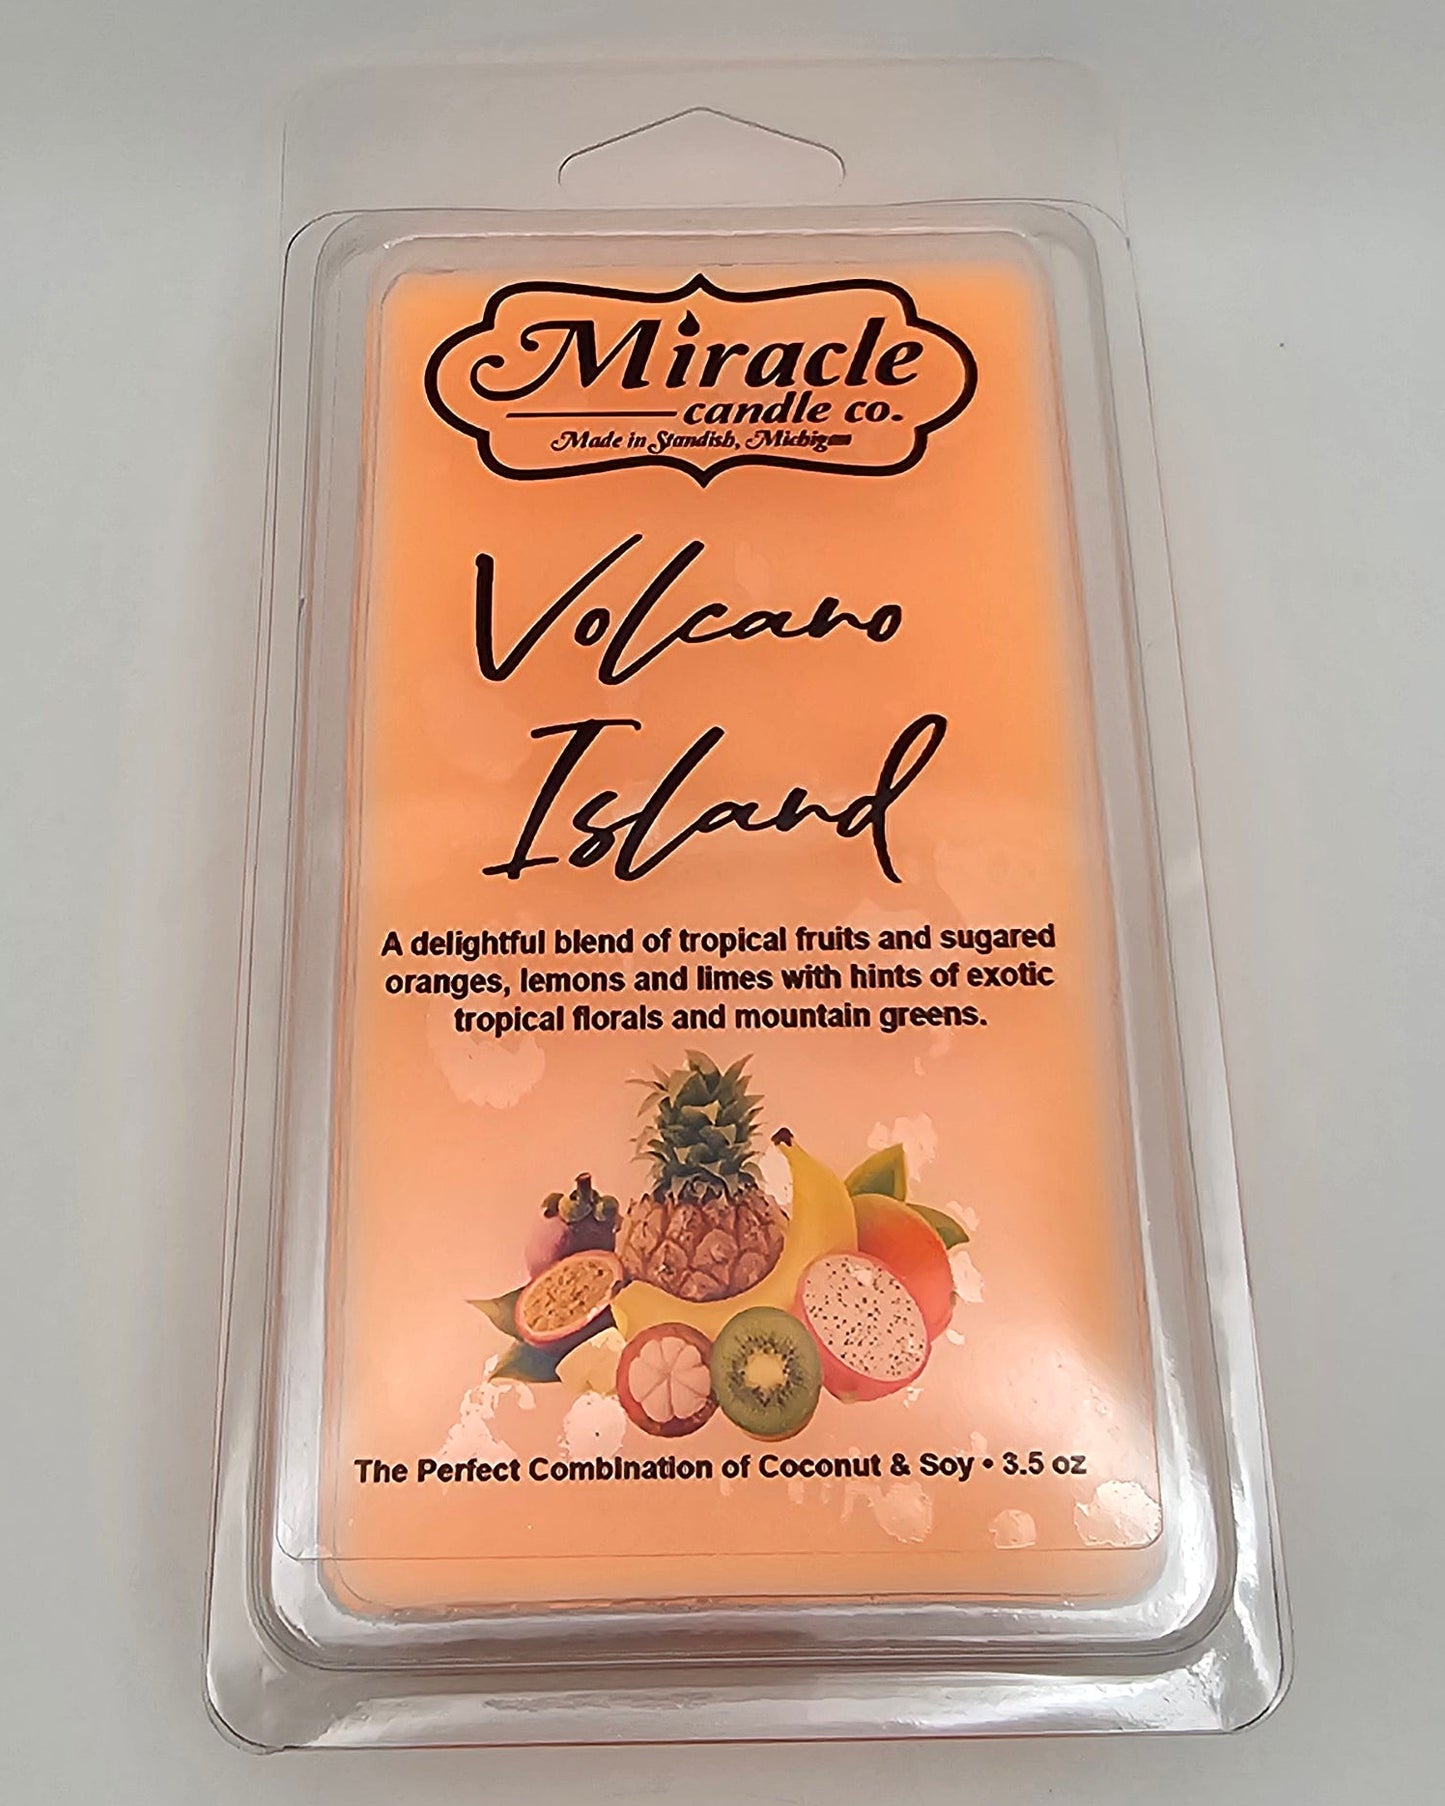 Miracle
candle co.
Made in Standish, Michigan
Volcano
Island
A delightful blend of tropical fruits and sugared
oranges, lemons and limes with hints of exotic
tropical florals and mountain greens.
The Perfect Combination of Coconut & Soy • 3.5 oz